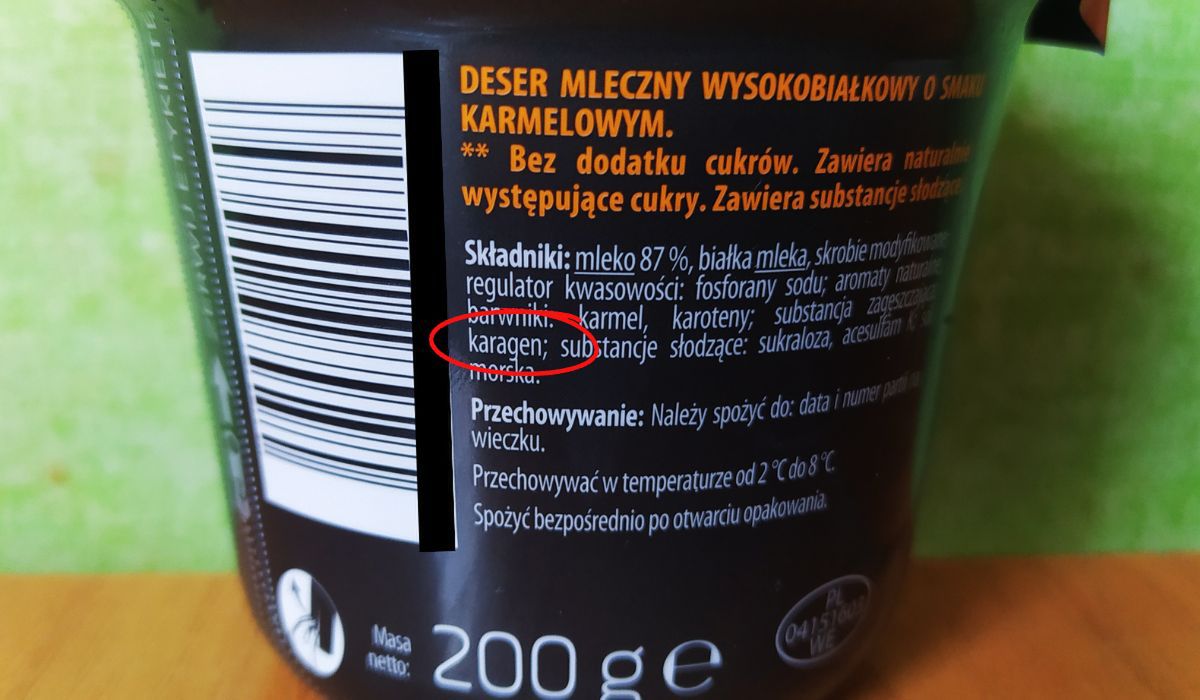 DESER MLECZNY WYSOKOBIAŁKOWY O SMAKU
KARMELOWYM.
** Bez dodatku cukrów. Zawiera naturalnie
występujące cukry. Zawiera substancje słodzące.
Składniki: mleko 87 %, białka mleka, skrobie modyfikowane,
regulator kwasowości: fosforany sodu; aromaty naturalne,
barwniki: karmel, karoteny; substancja zagęszczająca:
karagen; substancje słodzące: sukraloza, acesulfam K; sól
morska.
Przechowywanie: Należy spożyć do: data i numer partii na
wieczku.
Przechowywać w temperaturze od 2 °C do 8 °C.
Spożyć bezpośrednio po otwarciu opakowania.
Masa
netto: 200 g e
PL
04151603
WE